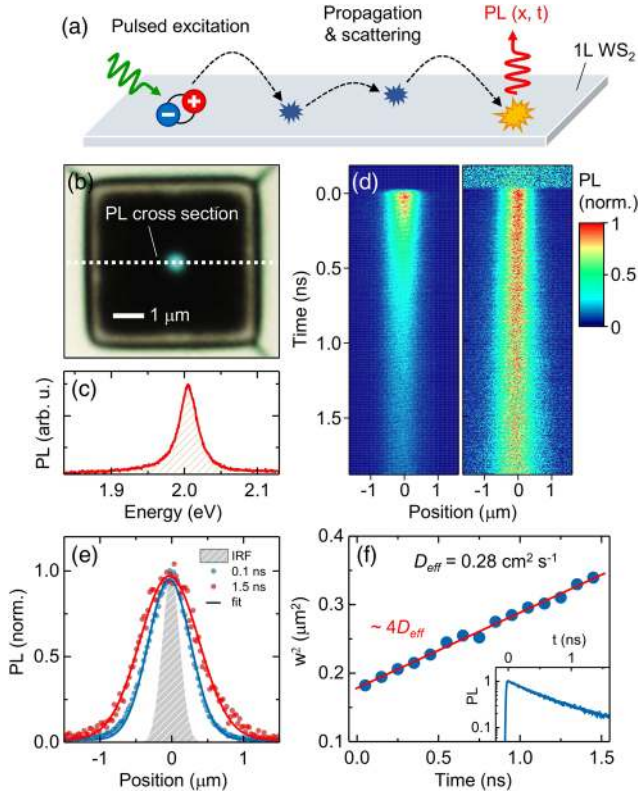 (a)
Pulsed excitation
Propagation
& scattering
PL (x, t)
1L WS₂
− +
(b)
PL cross section
1 μm
(c)
PL (arb. u.)
1.9 2.0 2.1
Energy (eV)
(d)
PL
(norm.)
1
0.5
0
Time (ns)
0.0
0.5
1.0
1.5
-1 0 1 -1 0 1
Position (μm)
(e)
IRF
0.1 ns
1.5 ns
fit
PL (norm.)
1.0
0.5
0.0
-1 0 1
Position (μm)
(f)
D_eff = 0.28 cm² s⁻¹
~ 4D_eff
w² (μm²)
0.4
0.3
0.2
0.1
0.0 0.5 1.0 1.5
Time (ns)
t (ns)
0 1
PL
1
0.1